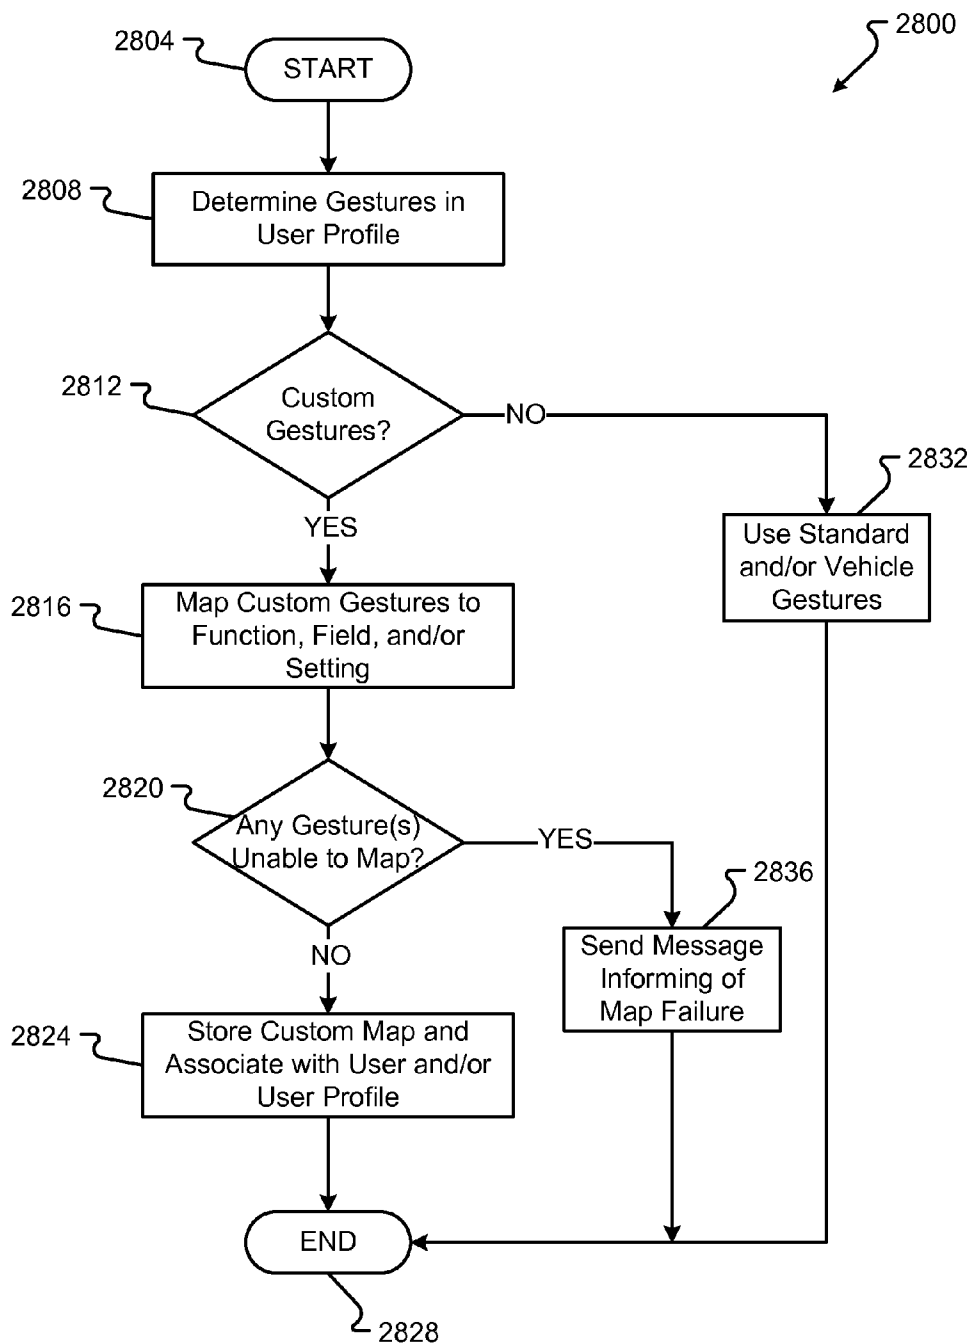 2800
2804
START
2808
Determine Gestures in
User Profile
2812
Custom
Gestures?
NO
2832
Use Standard
and/or Vehicle
Gestures
YES
2816
Map Custom Gestures to
Function, Field, and/or
Setting
2820
Any Gesture(s)
Unable to Map?
YES
2836
Send Message
Informing of
Map Failure
NO
2824
Store Custom Map and
Associate with User and/or
User Profile
END
2828